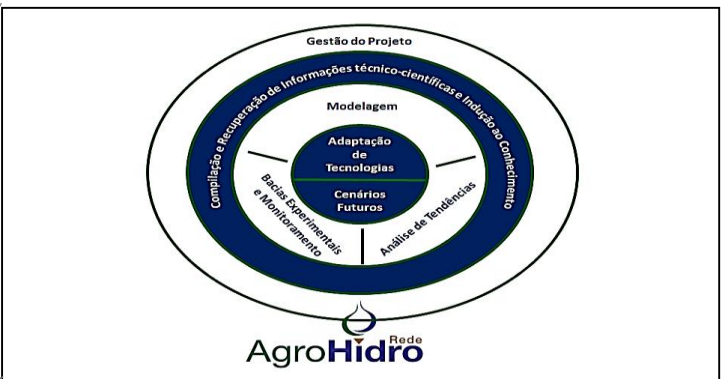 Gestão do Projeto
Compilação e Recuperação de Informações técnico-científicas e Indução ao Conhecimento
Modelagem
Adaptação
de
Tecnologias
Cenários
Futuros
Bacias Experimentais
e Monitoramento
Análise de Tendências
Rede
AgroHidro